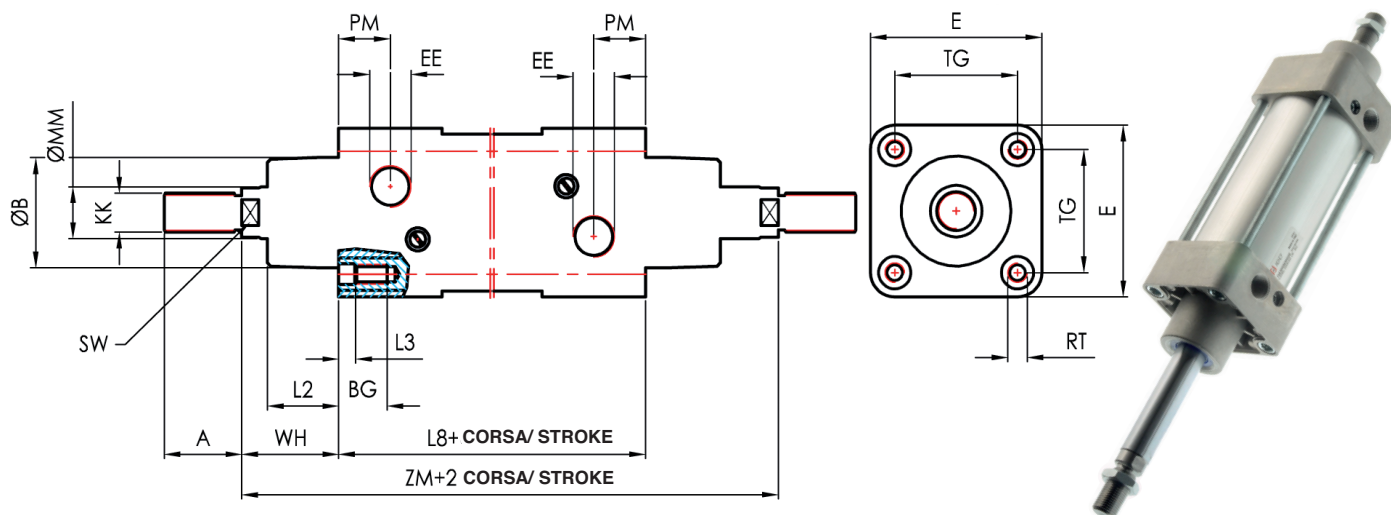 PM
PM
E
EE
EE
TG
ØMM
ØB
KK
TG
E
SW
L3
RT
L2
BG
A
WH
L8+ CORSA/ STROKE
ZM+2 CORSA/ STROKE